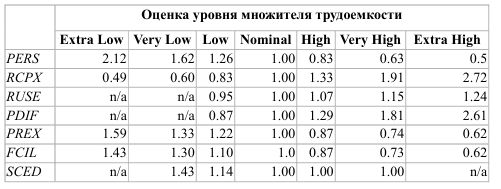 Оценка уровня множителя трудоемкости
Extra Low Very Low Low Nominal High Very High Extra High
PERS 2.12 1.62 1.26 1.00 0.83 0.63 0.5
RCPX 0.49 0.60 0.83 1.00 1.33 1.91 2.72
RUSE n/a n/a 0.95 1.00 1.07 1.15 1.24
PDIF n/a n/a 0.87 1.00 1.29 1.81 2.61
PREX 1.59 1.33 1.22 1.00 0.87 0.74 0.62
FCIL 1.43 1.30 1.10 1.0 0.87 0.73 0.62
SCED n/a 1.43 1.14 1.00 1.00 1.00 n/a